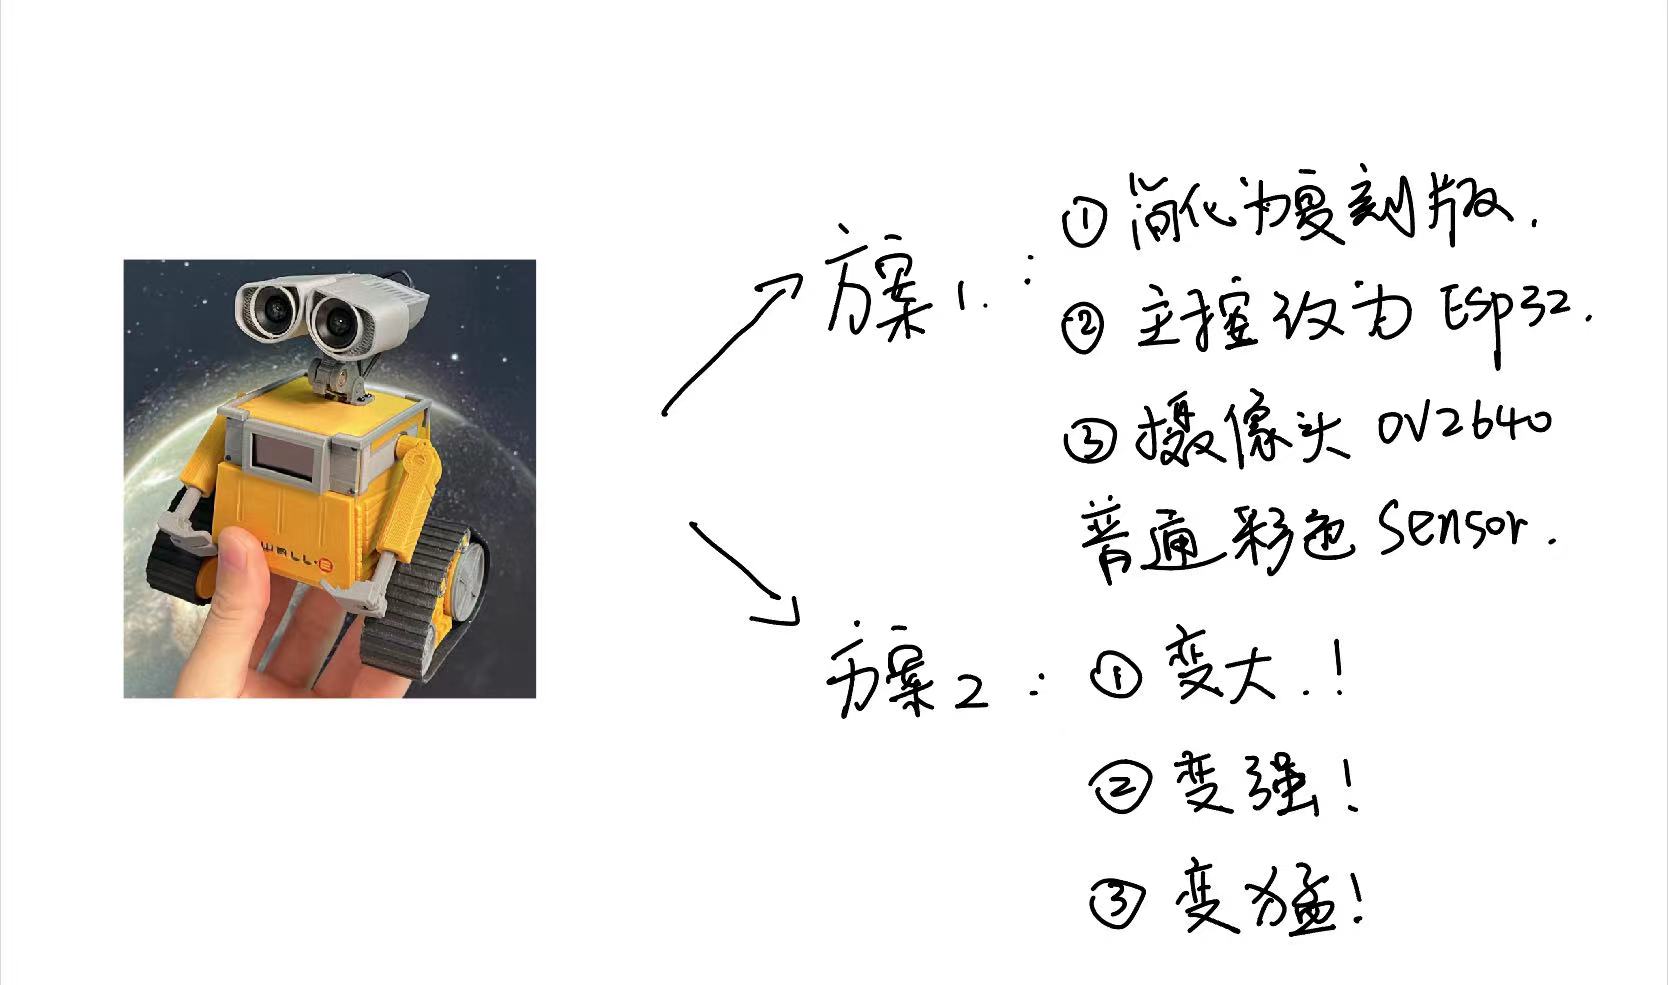 WALL·E
方案1.:
① 简化为复刻版.
② 主控改为 Esp32.
③ 摄像头 OV2640
普通彩色 Sensor.
方案2:
① 变大.!
② 变强!
③ 变猛!